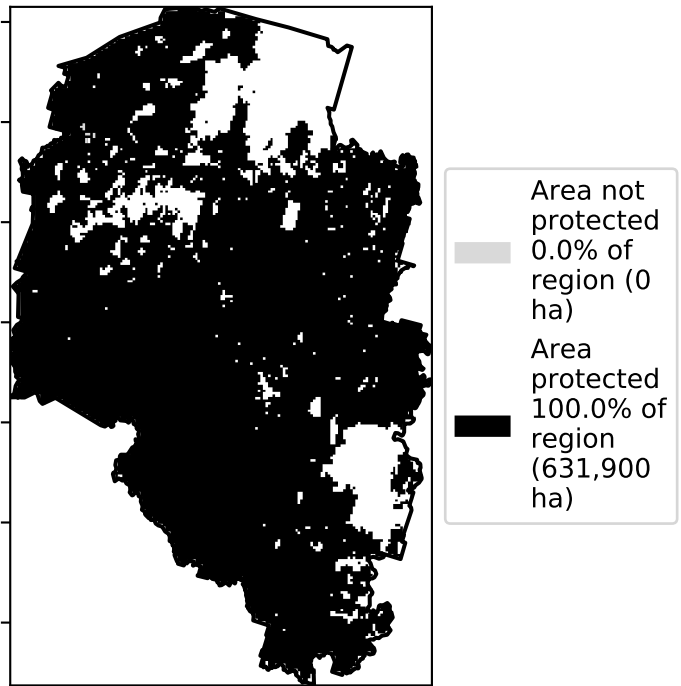 Area not
protected
0.0% of
region (0
ha)
Area
protected
100.0% of
region
(631,900
ha)